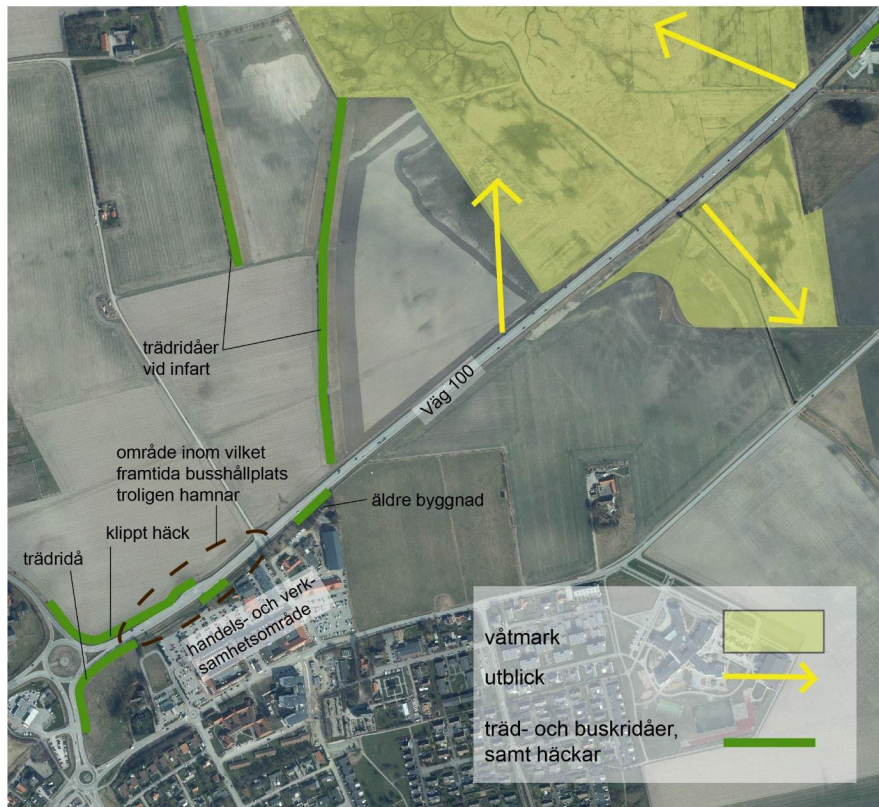 trädridåer
vid infart
Väg 100
område inom vilket
framtida busshållplats
troligen hamnar
äldre byggnad
klippt häck
trädridå
handels- och verk-
samhetsområde
våtmark
utblick
träd- och buskridåer,
samt häckar